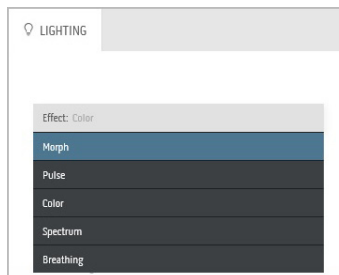 LIGHTING
Effect: Color
Morph
Pulse
Color
Spectrum
Breathing